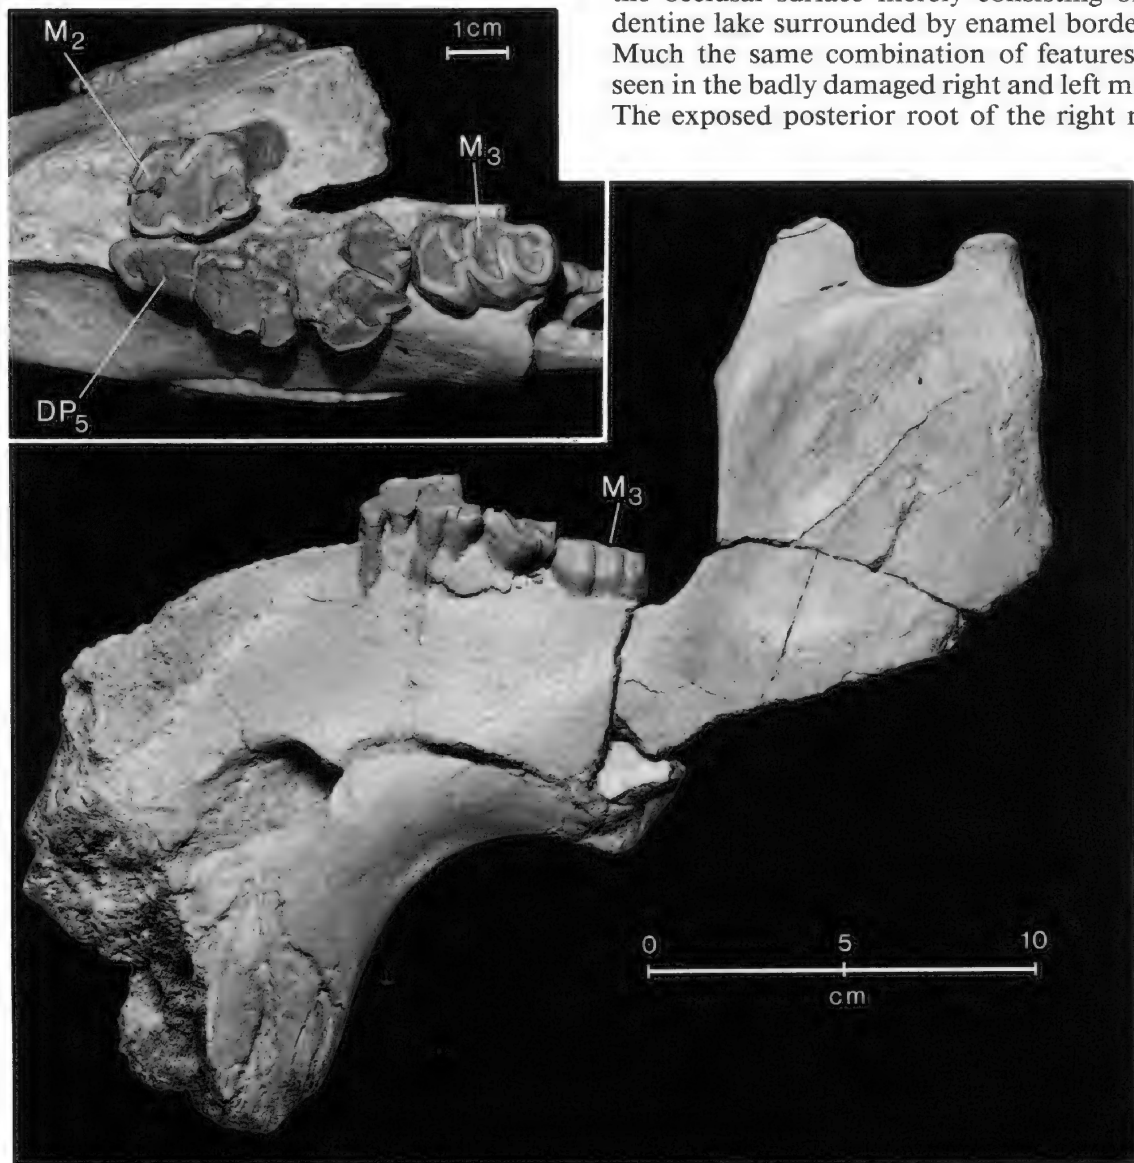 dentine lake surrounded by enamel borde
Much the same combination of features
seen in the badly damaged right and left m
The exposed posterior root of the right
M2
1cm
M3
DP5
M3
0 5 10
cm